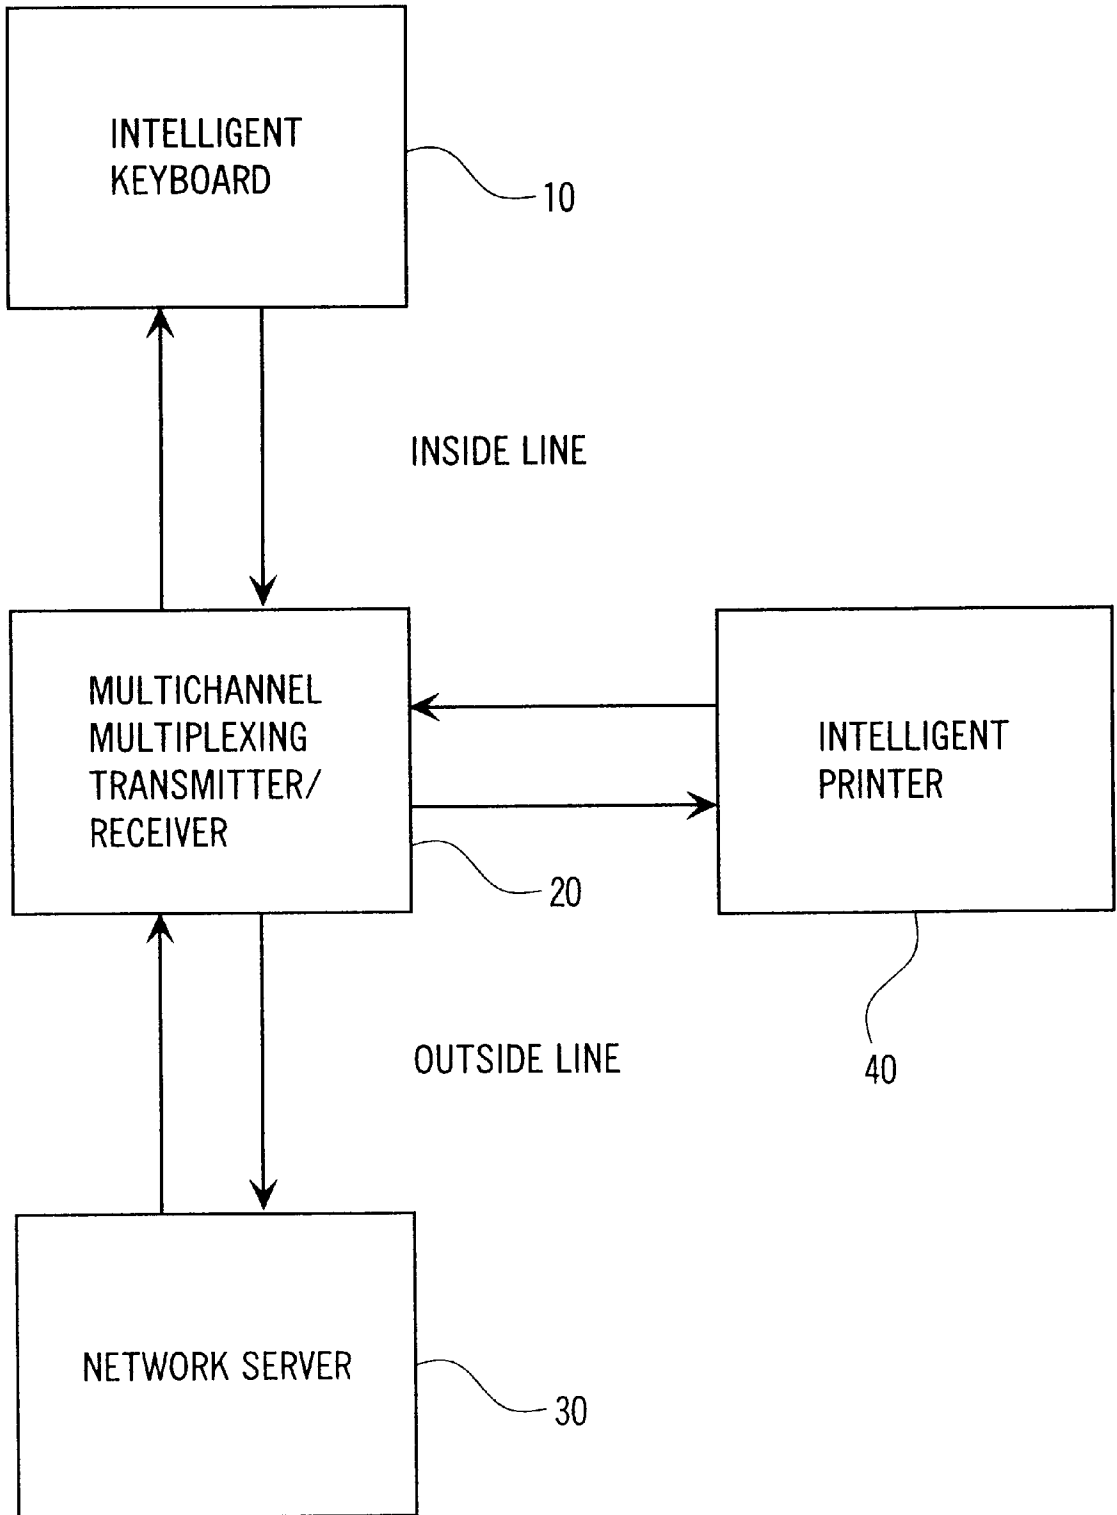 INTELLIGENT
KEYBOARD
10
INSIDE LINE
MULTICHANNEL
MULTIPLEXING
TRANSMITTER/
RECEIVER
20
INTELLIGENT
PRINTER
40
OUTSIDE LINE
NETWORK SERVER
30